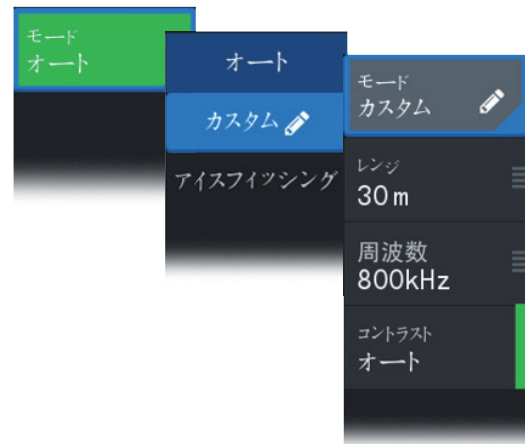 モード
オート
オート
カスタム
アイスフィツシング
モード
カスタム
レンジ
30 m
周波数
800kHz
コントラスト
オート